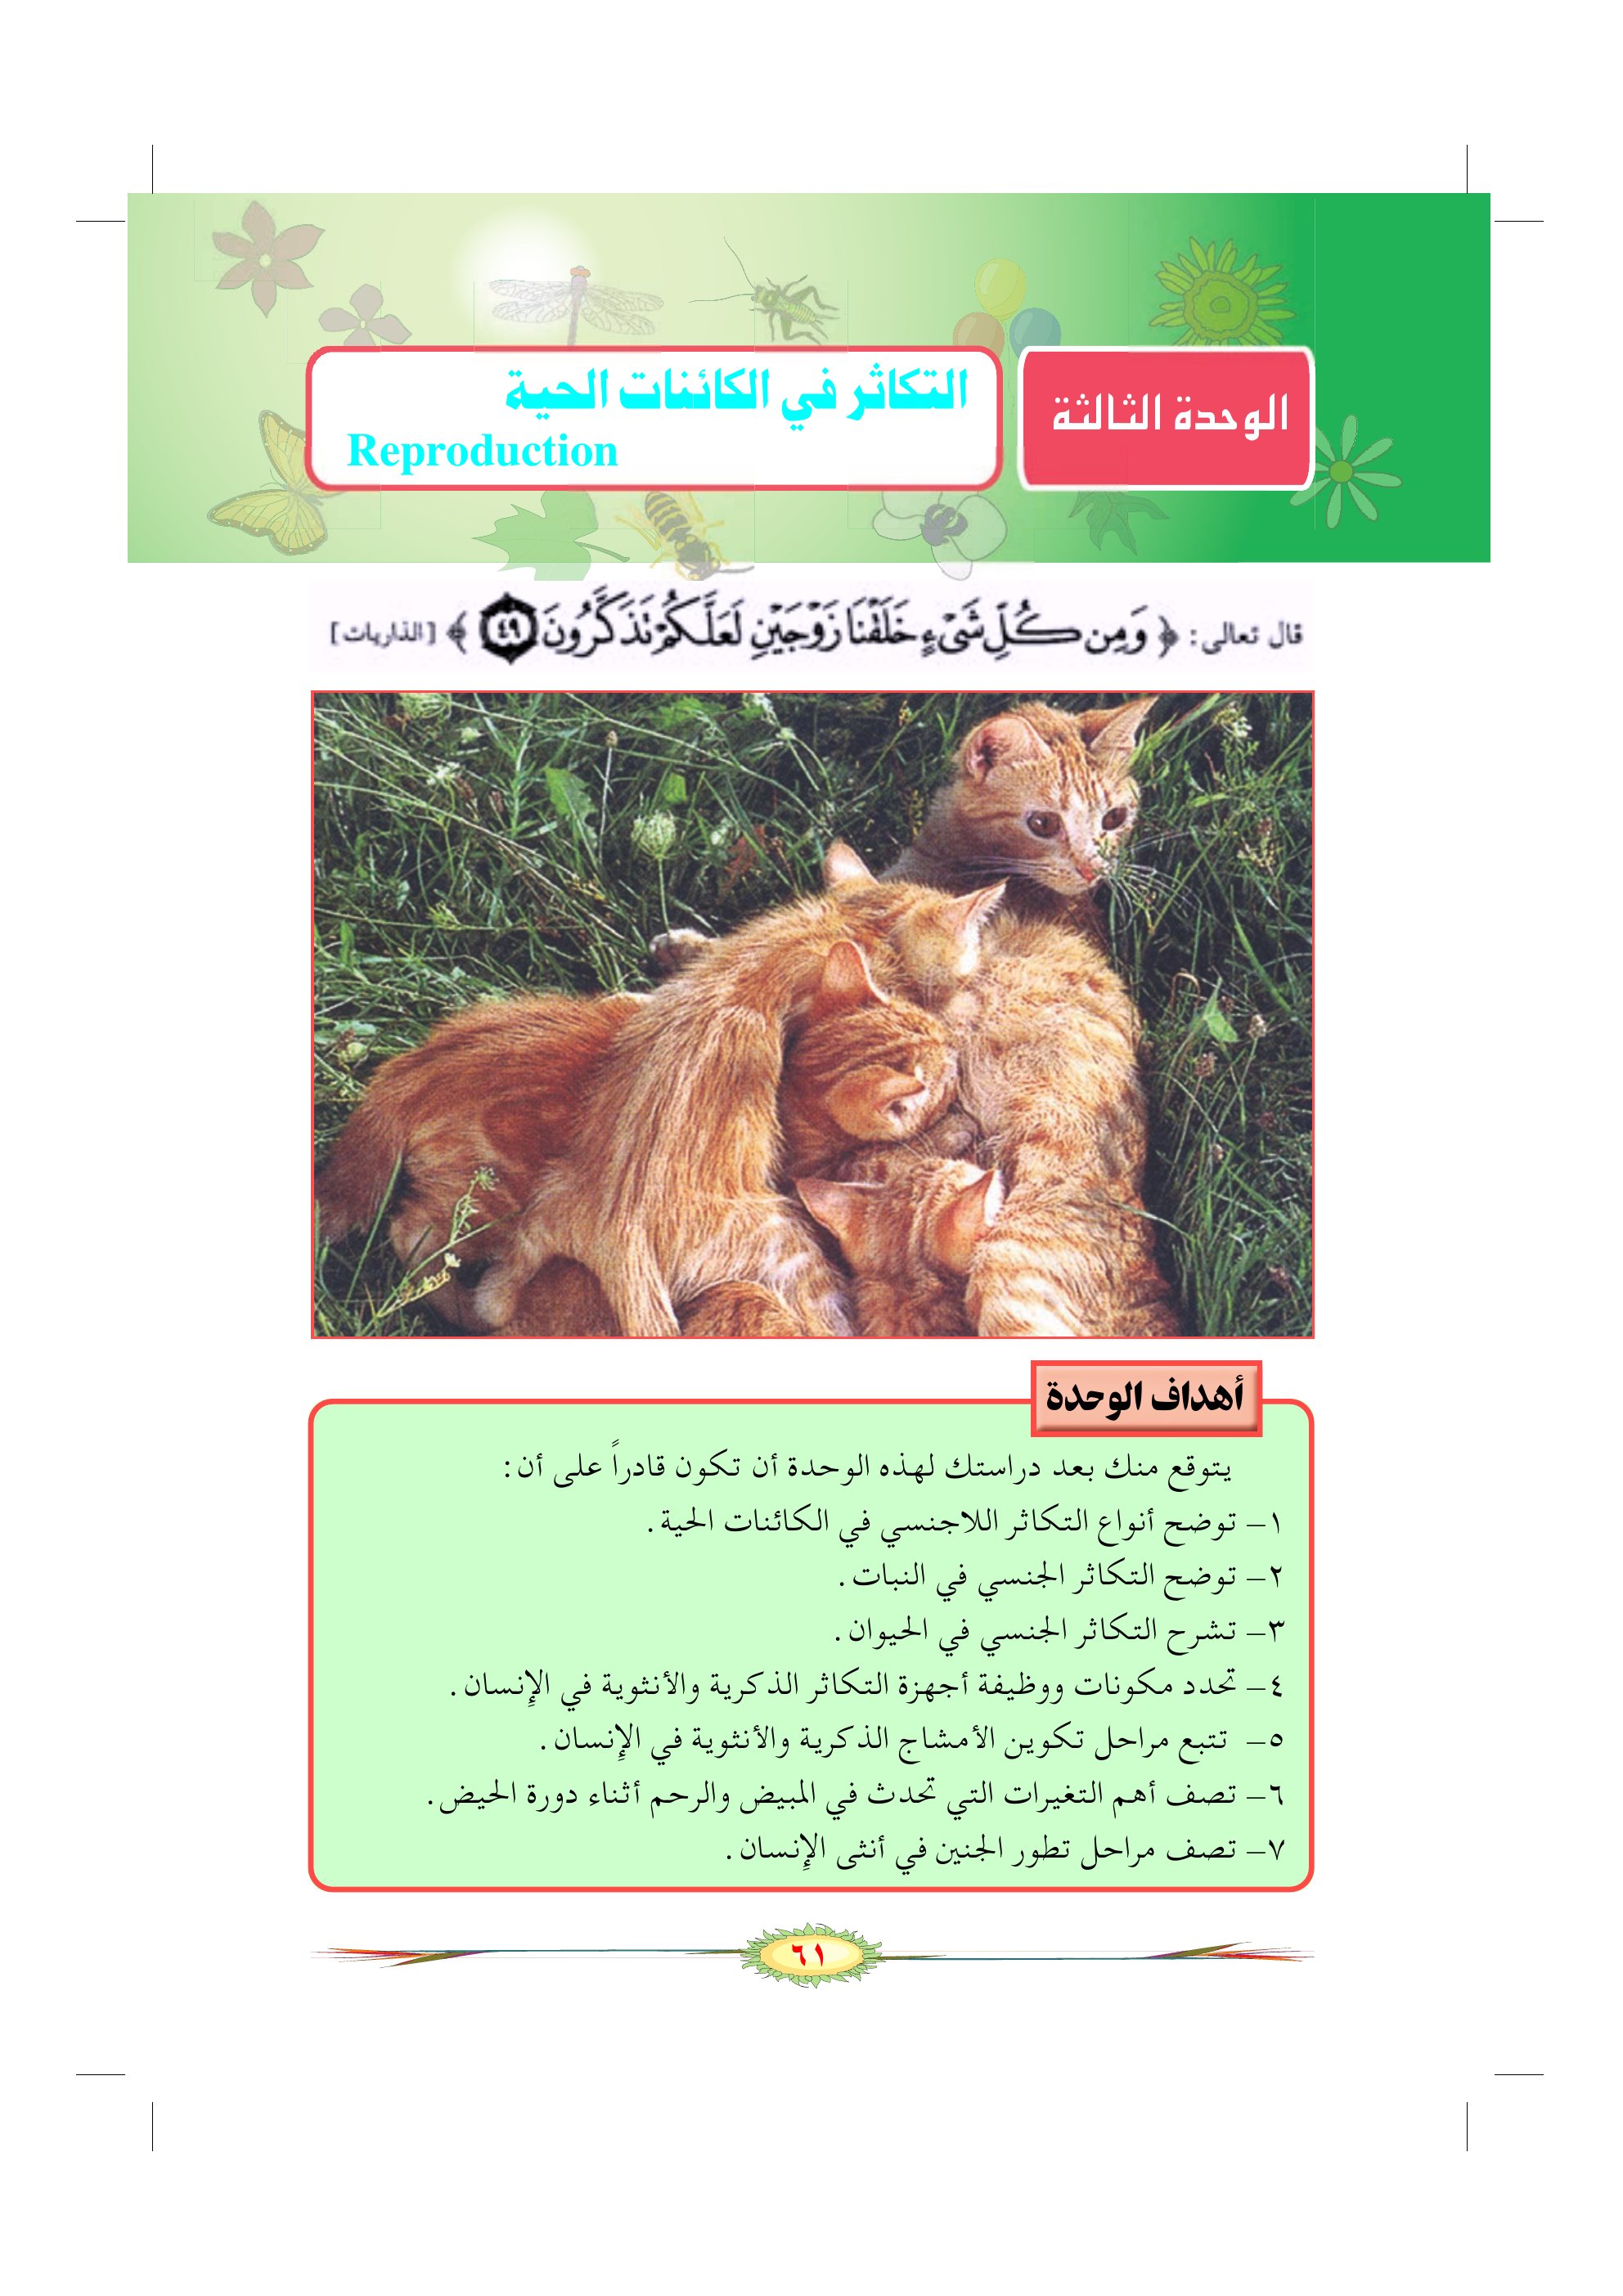 الوحدة الثالثة
التكاثر في الكائنات الحية
Reproduction
قال تعالى: ﴿ وَمِن كُلِّ شَيْءٍ خَلَقْنَا زَوْجَيْنِ لَعَلَّكُمْ تَذَكَّرُونَ ٤٩ ﴾ [الذاريات]
أهداف الوحدة
يتوقع منك بعد دراستك لهذه الوحدة أن تكون قادراً على أن:
١– توضح أنواع التكاثر اللاجنسي في الكائنات الحية.
٢– توضح التكاثر الجنسي في النبات.
٣– تشرح التكاثر الجنسي في الحيوان.
٤– تحدد مكونات ووظيفة أجهزة التكاثر الذكرية والأنثوية في الإنسان.
٥– تتبع مراحل تكوين الأمشاج الذكرية والأنثوية في الإنسان.
٦– تصف أهم التغيرات التي تحدث في المبيض والرحم أثناء دورة الحيض.
٧– تصف مراحل تطور الجنين في أنثى الإنسان.
٦١